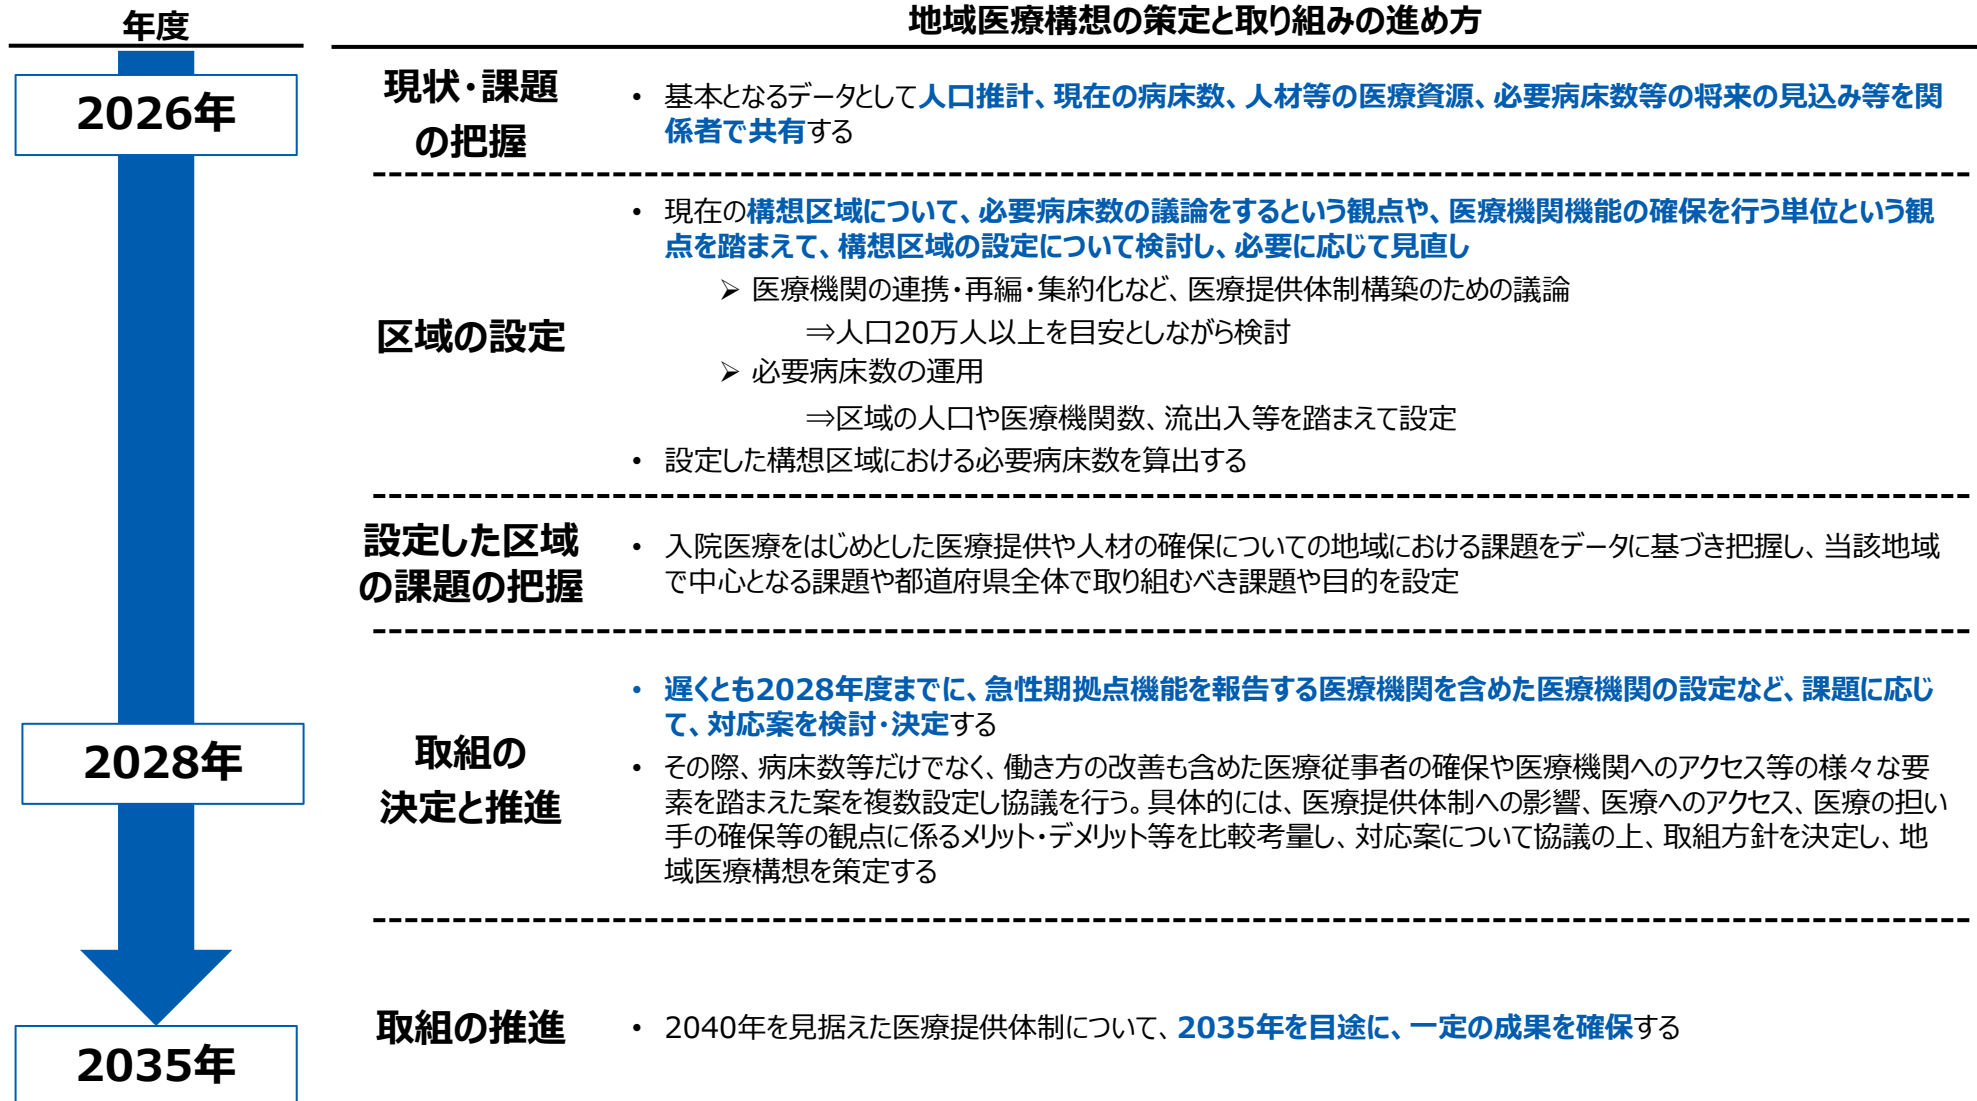 年度
地域医療構想の策定と取り組みの進め方
2026年
現状・課題
の把握
• 基本となるデータとして人口推計、現在の病床数、人材等の医療資源、必要病床数等の将来の見込み等を関
係者で共有する
区域の設定
• 現在の構想区域について、必要病床数の議論をするという観点や、医療機関機能の確保を行う単位という観
点を踏まえて、構想区域の設定について検討し、必要に応じて見直し
➢ 医療機関の連携・再編・集約化など、医療提供体制構築のための議論
⇒人口20万人以上を目安としながら検討
➢ 必要病床数の運用
⇒区域の人口や医療機関数、流出入等を踏まえて設定
• 設定した構想区域における必要病床数を算出する
設定した区域
の課題の把握
• 入院医療をはじめとした医療提供や人材の確保についての地域における課題をデータに基づき把握し、当該地域
で中心となる課題や都道府県全体で取り組むべき課題や目的を設定
2028年
取組の
決定と推進
• 遅くとも2028年度までに、急性期拠点機能を報告する医療機関を含めた医療機関の設定など、課題に応じ
て、対応案を検討・決定する
• その際、病床数等だけでなく、働き方の改善も含めた医療従事者の確保や医療機関へのアクセス等の様々な要
素を踏まえた案を複数設定し協議を行う。具体的には、医療提供体制への影響、医療へのアクセス、医療の担い
手の確保等の観点に係るメリット・デメリット等を比較考量し、対応案について協議の上、取組方針を決定し、地
域医療構想を策定する
2035年
取組の推進
• 2040年を見据えた医療提供体制について、2035年を目途に、一定の成果を確保する